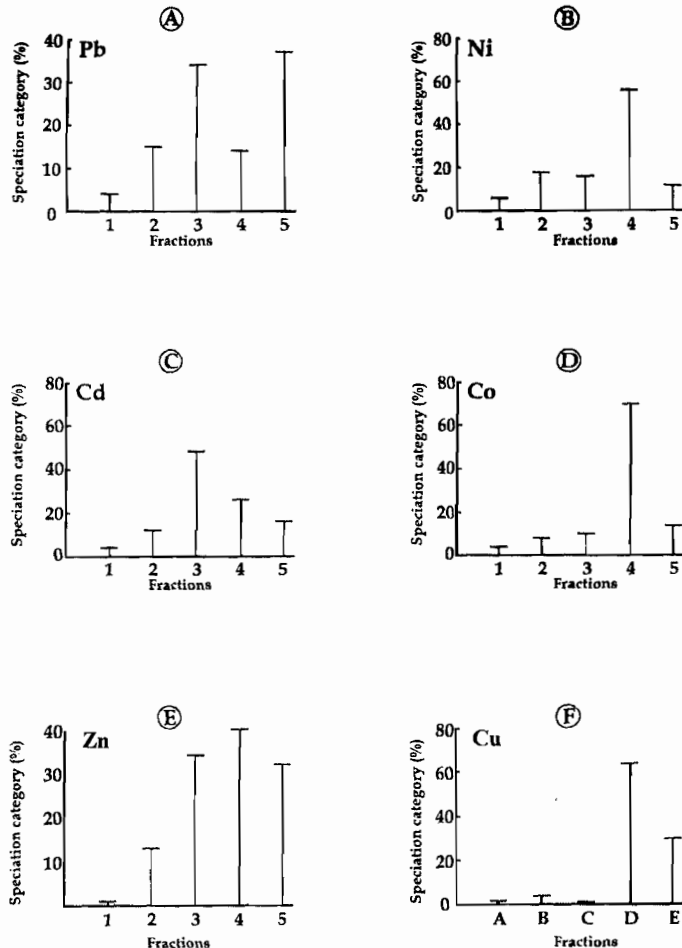 A
Pb
Speciation category (%)
40
30
20
10
0
1 2 3 4 5
Fractions
B
Ni
Speciation category (%)
80
60
40
20
0
1 2 3 4 5
Fractions
C
Cd
Speciation category (%)
80
60
40
20
0
1 2 3 4 5
Fractions
D
Co
Speciation category (%)
80
60
40
20
0
1 2 3 4 5
Fractions
E
Zn
Speciation category (%)
40
30
20
10
1 2 3 4 5
Fractions
F
Cu
Speciation category (%)
80
60
40
20
0
A B C D E
Fractions